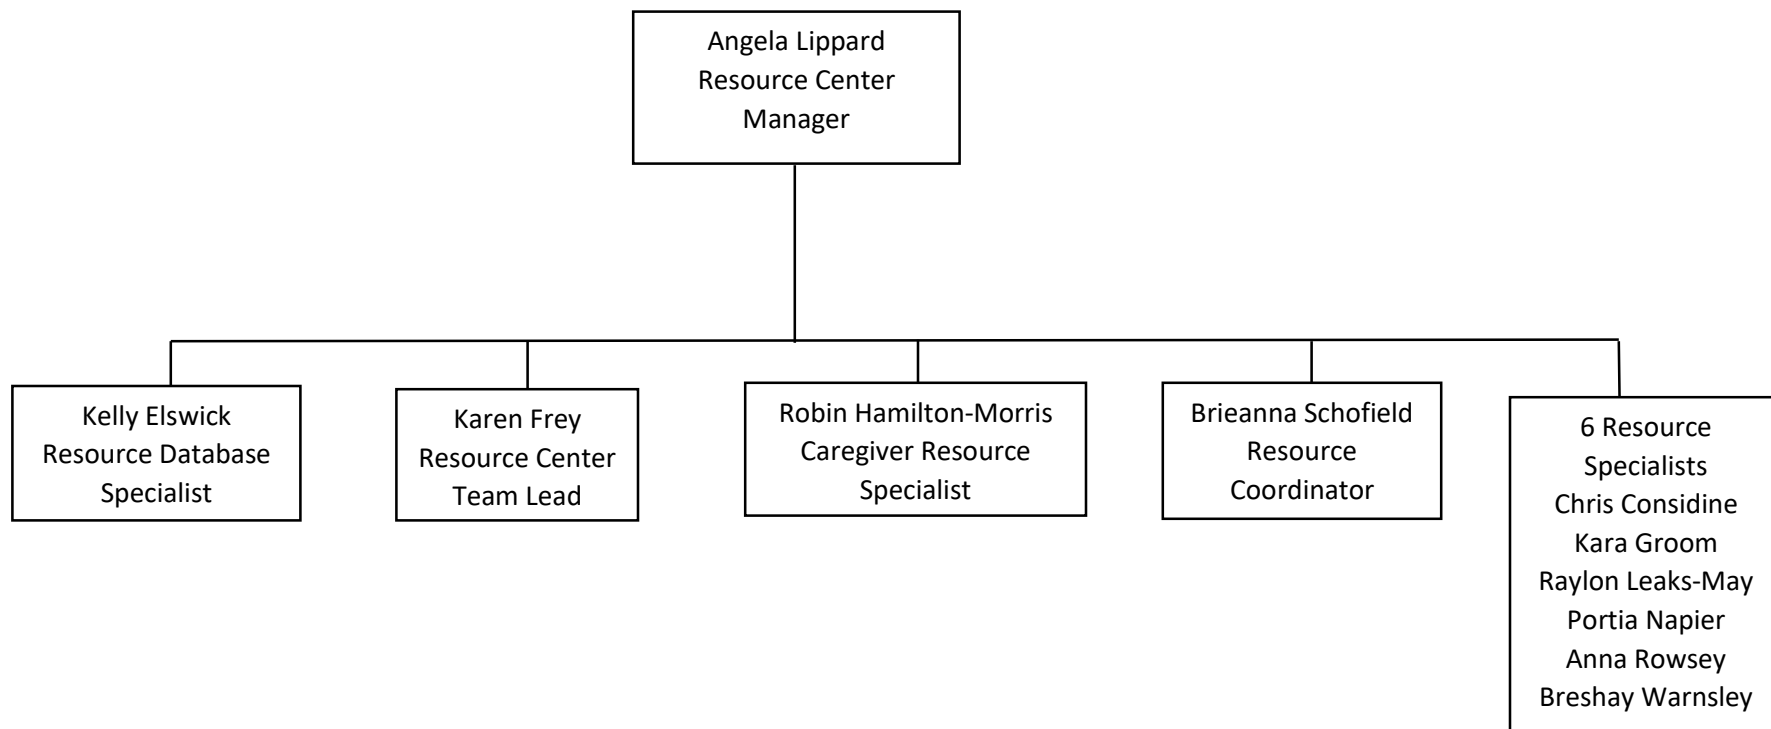 Angela Lippard
Resource Center
Manager
Kelly Elswick
Resource Database
Specialist
Karen Frey
Resource Center
Team Lead
Robin Hamilton-Morris
Caregiver Resource
Specialist
Brieanna Schofield
Resource
Coordinator
6 Resource
Specialists
Chris Considine
Kara Groom
Raylon Leaks-May
Portia Napier
Anna Rowsey
Breshay Warnsley